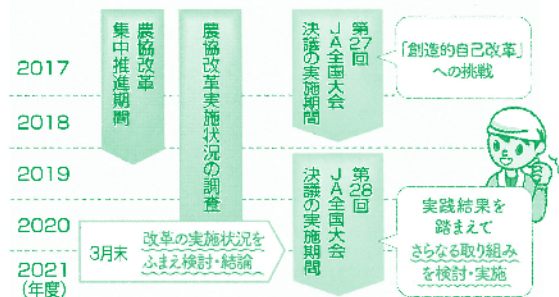 2017
2018
2019
2020
2021
(年度)
農協改革
集中推進期間
農協改革実施状況の調査
第27回
JA全国大会
決議の実施期間
「創造的自己改革」
への挑戦
第28回
JA全国大会
決議の実施期間
3月末
改革の実施状況を
ふまえ検討・結論
実践結果を
踏まえて
さらなる取り組み
を検討・実施